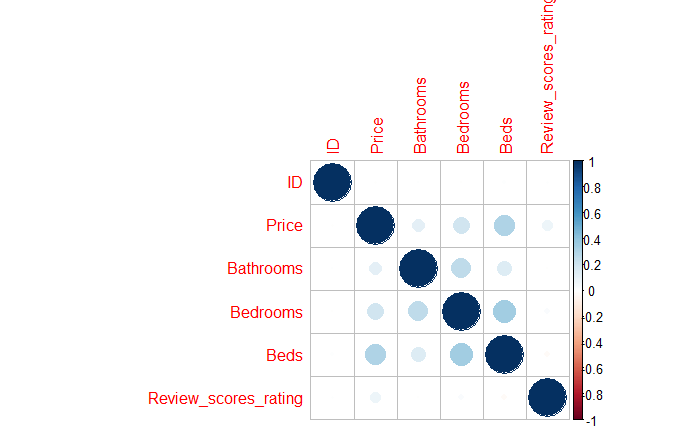 ID
Price
Bathrooms
Bedrooms
Beds
Review_scores_rating
ID
Price
Bathrooms
Bedrooms
Beds
Review_scores_rating
1
0.8
0.6
0.4
0.2
0
-0.2
-0.4
-0.6
-0.8
-1